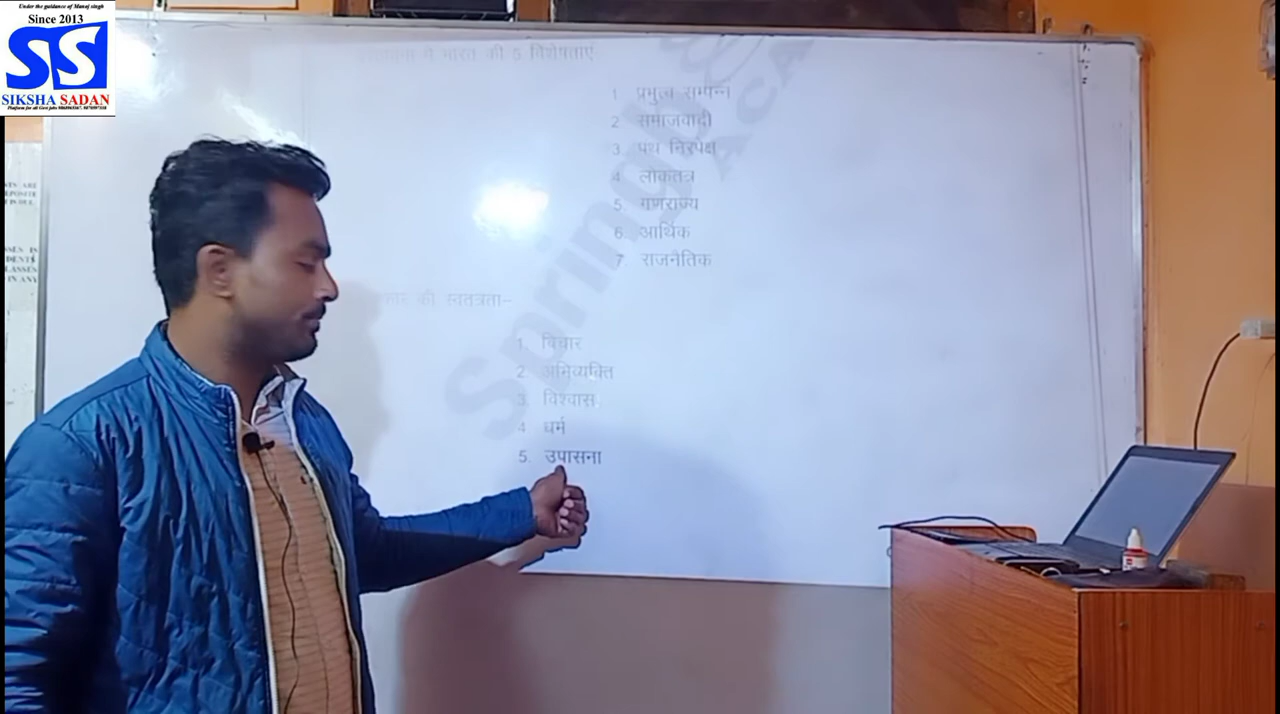 Under the guidance of Manoj singh
Since 2013
SS
SIKSHA SADAN
में भारत की 5 विशेषताएं
1. प्रभुत्व सम्पन्न
2 समाजवादी
3. पंथ निरपेक्ष
4. लोकतंत्र
5. गणराज्य
6. आर्थिक
7. राजनैतिक
की स्वतंत्रता–
1. विचार
2 अभिव्यक्ति
3. विश्वास
4 धर्म
5. उपासना